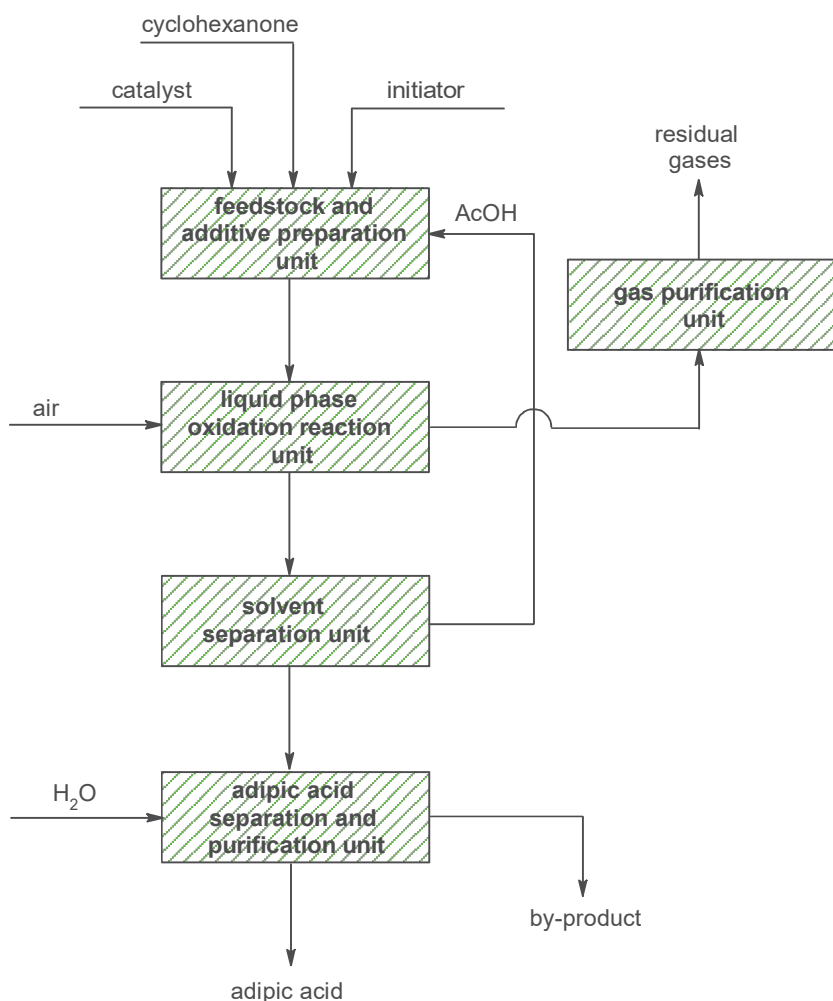 cyclohexanone
catalyst
initiator
residual
gases
feedstock and
additive preparation
unit
AcOH
gas purification
unit
air
liquid phase
oxidation reaction
unit
solvent
separation unit
H₂O
adipic acid
separation and
purification unit
by-product
adipic acid